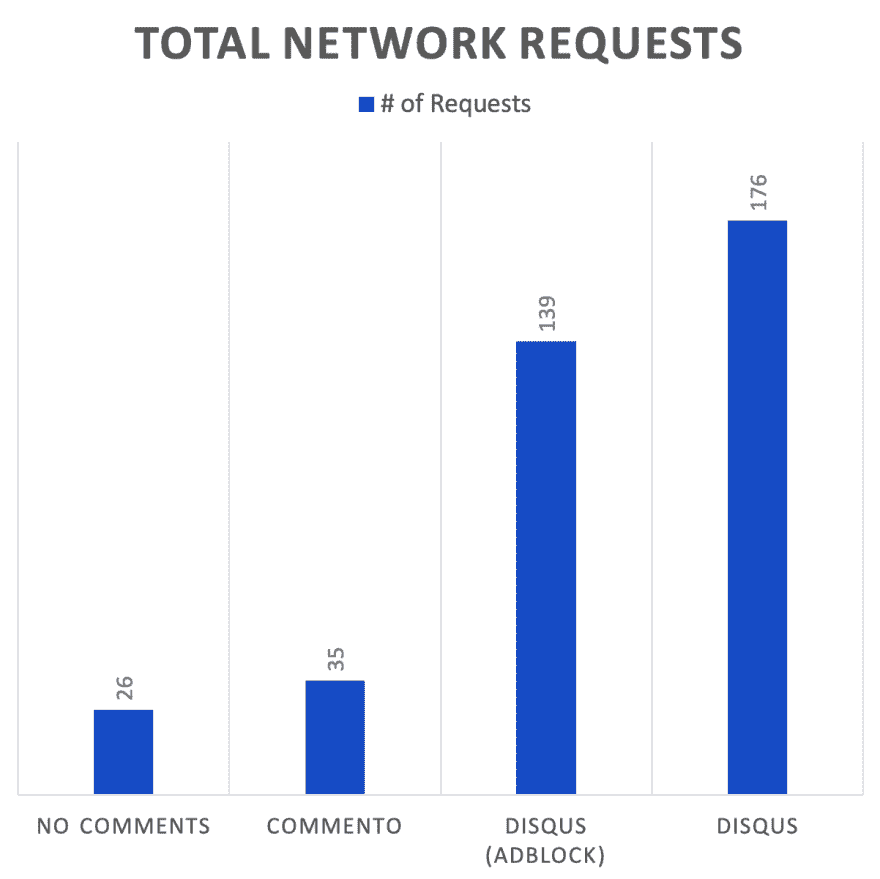 TOTAL NETWORK REQUESTS
# of Requests
26
35
139
176
NO COMMENTS
COMMENTO
DISQUS
(ADBLOCK)
DISQUS